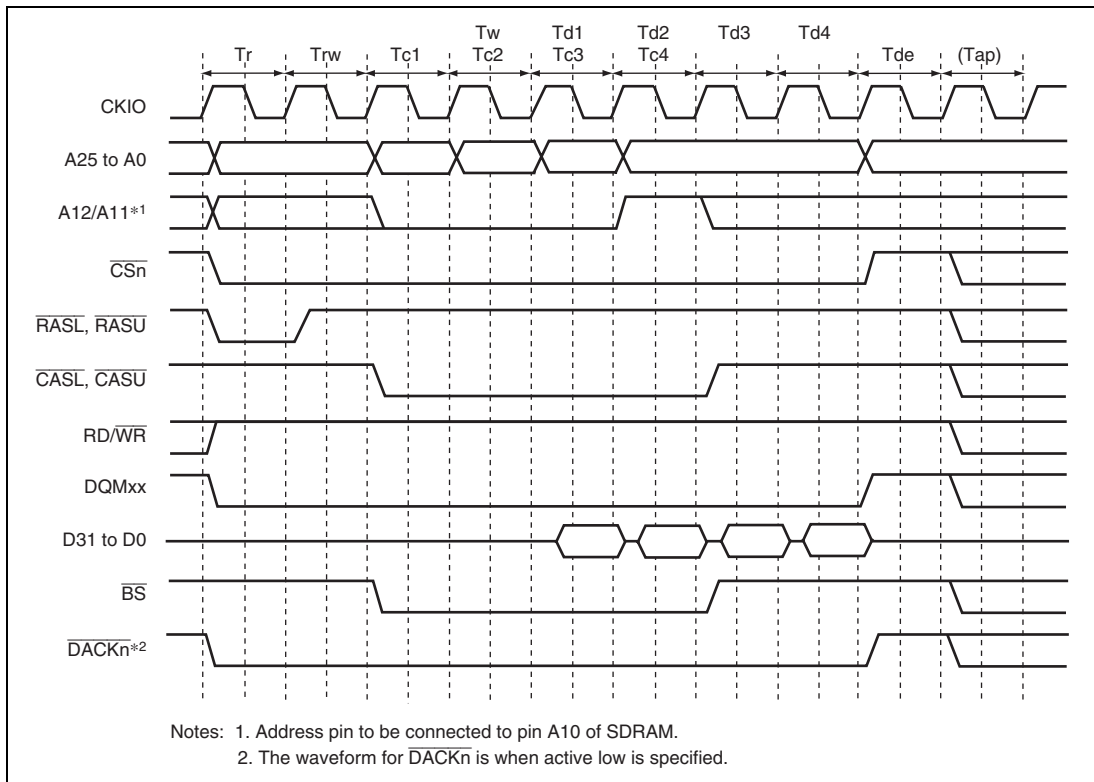 Tw Td1 Td2 Td3 Td4
Tr Trw Tc1 Tc2 Tc3 Tc4 Tde (Tap)
CKIO
A25 to A0
A12/A11*1
CSn
RASL, RASU
CASL, CASU
RD/WR
DQMxx
D31 to D0
BS
DACKn*2
Notes: 1. Address pin to be connected to pin A10 of SDRAM.
2. The waveform for DACKn is when active low is specified.